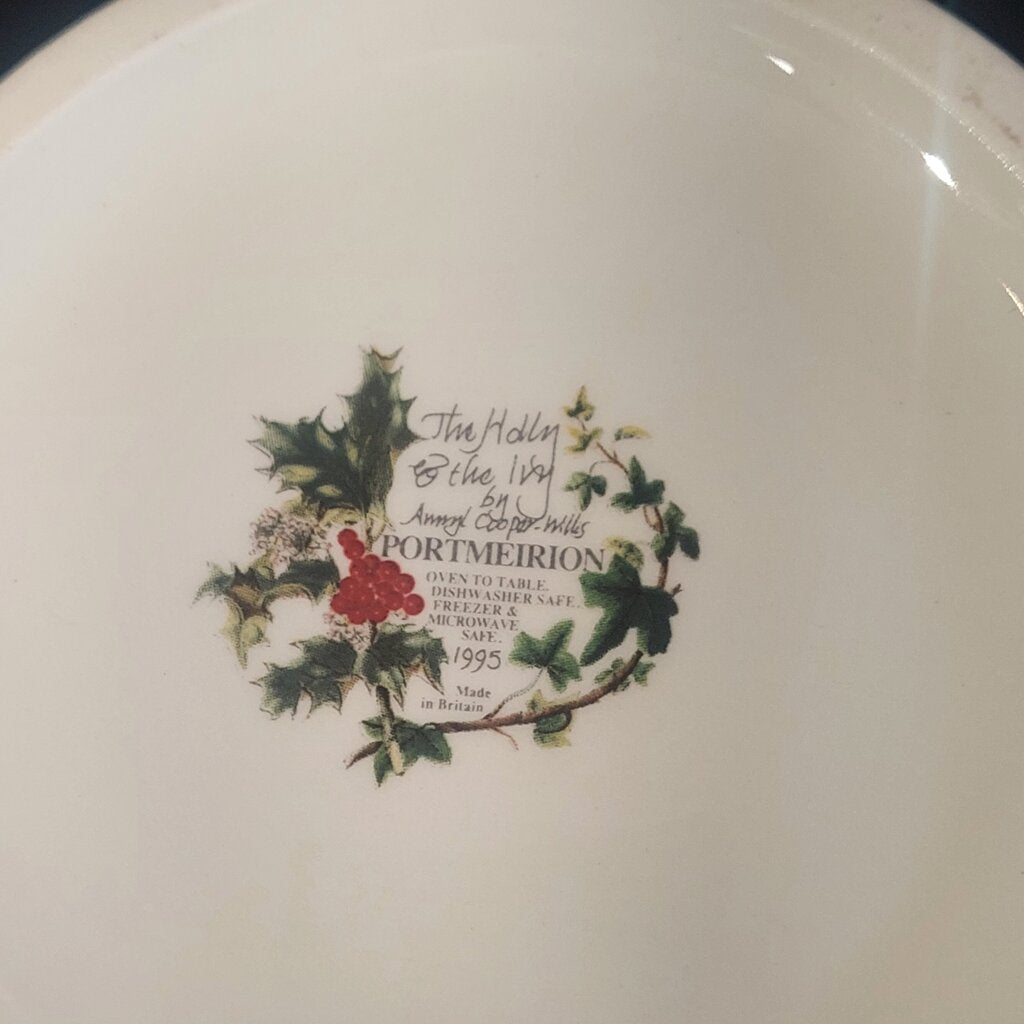 The Holly
& the Ivy
by
Anwyl Cooper-Willis
PORTMEIRION
OVEN TO TABLE.
DISHWASHER SAFE.
FREEZER &
MICROWAVE
SAFE.
1995
Made
in Britain